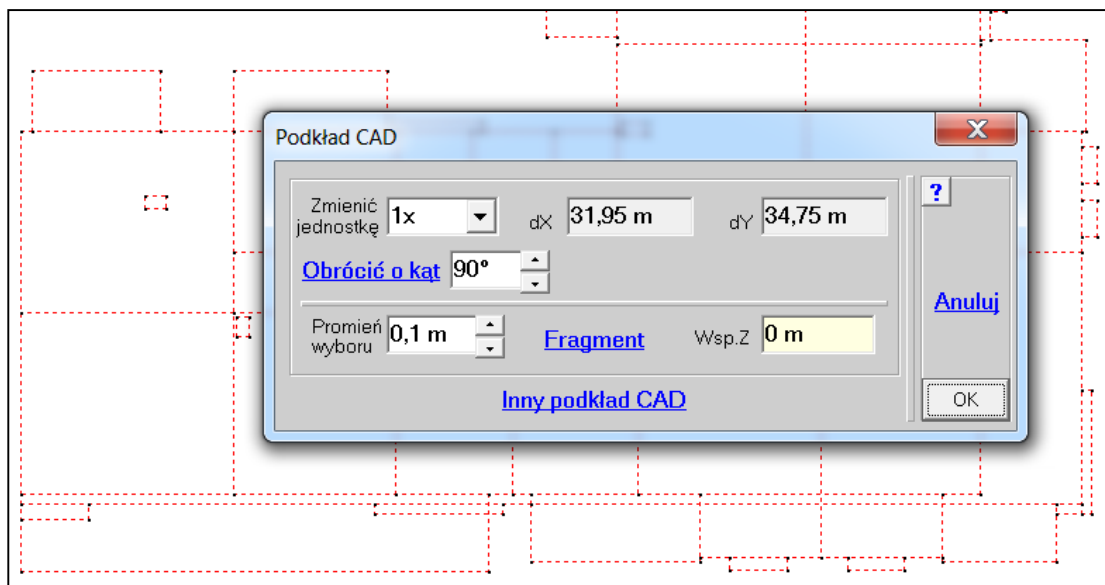 Podkład CAD
X
Zmienić
jednostkę 1x dX 31,95 m dY 34,75 m ?
Obrócić o kąt 90º
Anuluj
Promień
wyboru 0,1 m Fragment Wsp.Z 0 m
Inny podkład CAD OK